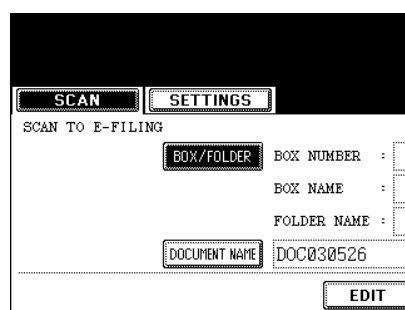 SCAN SETTINGS
SCAN TO E-FILING
BOX/FOLDER BOX NUMBER :
BOX NAME :
FOLDER NAME :
DOCUMENT NAME DOC030526
EDIT